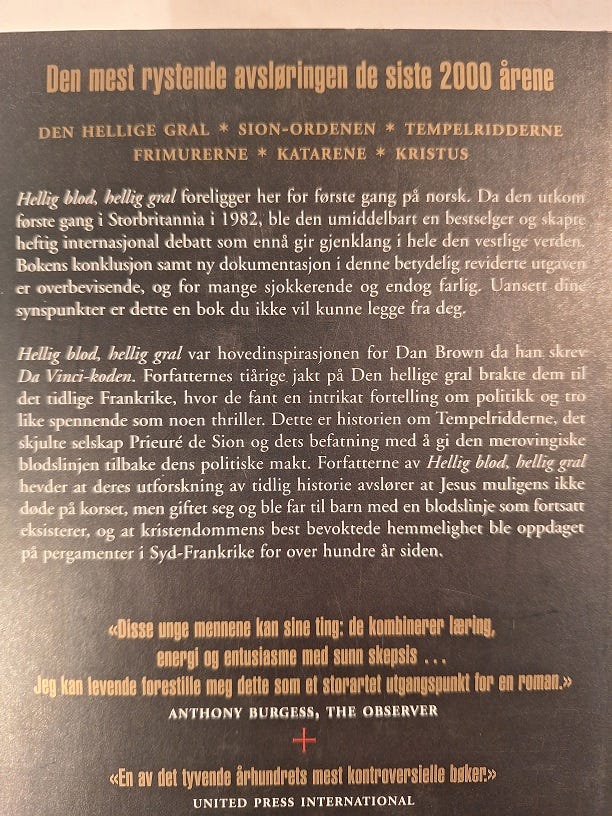 Den mest rystende avsløringen de siste 2000 årene
DEN HELLIGE GRAL * SION-ORDENEN * TEMPELRIDDERNE
FRIMURERNE * KATARENE * KRISTUS
Hellig blod, hellig gral foreligger her for første gang på norsk. Da den utkom
første gang i Storbritannia i 1982, ble den umiddelbart en bestselger og skapte
heftig internasjonal debatt som ennå gir gjenklang i hele den vestlige verden.
Bokens konklusjon samt ny dokumentasjon i denne betydelig reviderte utgaven
er overbevisende, og for mange sjokkerende og endog farlig. Uansett dine
synspunkter er dette en bok du ikke vil kunne legge fra deg.
Hellig blod, hellig gral var hovedinspirasjonen for Dan Brown da han skrev
Da Vinci-koden. Forfatternes tiårige jakt på Den hellige gral brakte dem til
det tidlige Frankrike, hvor de fant en intrikat fortelling om politikk og tro
like spennende som noen thriller. Dette er historien om Tempelridderne, det
skjulte selskap Prieuré de Sion og dets befatning med å gi den merovingiske
blodslinjen tilbake dens politiske makt. Forfatterne av Hellig blod, hellig gral
hevder at deres utforskning av tidlig historie avslører at Jesus muligens ikke
døde på korset, men giftet seg og ble far til barn med en blodslinje som fortsatt
eksisterer, og at kristendommens best bevoktede hemmelighet ble oppdaget
på pergamenter i Syd-Frankrike for over hundre år siden.
«Disse unge mennene kan sine ting: de kombinerer læring,
energi og entusiasme med sunn skepsis ...
Jeg kan levende forestille meg dette som et storartet utgangspunkt for en roman.»
ANTHONY BURGESS, THE OBSERVER
«En av det tyvende århundrets mest kontroversielle bøker.»
UNITED PRESS INTERNATIONAL